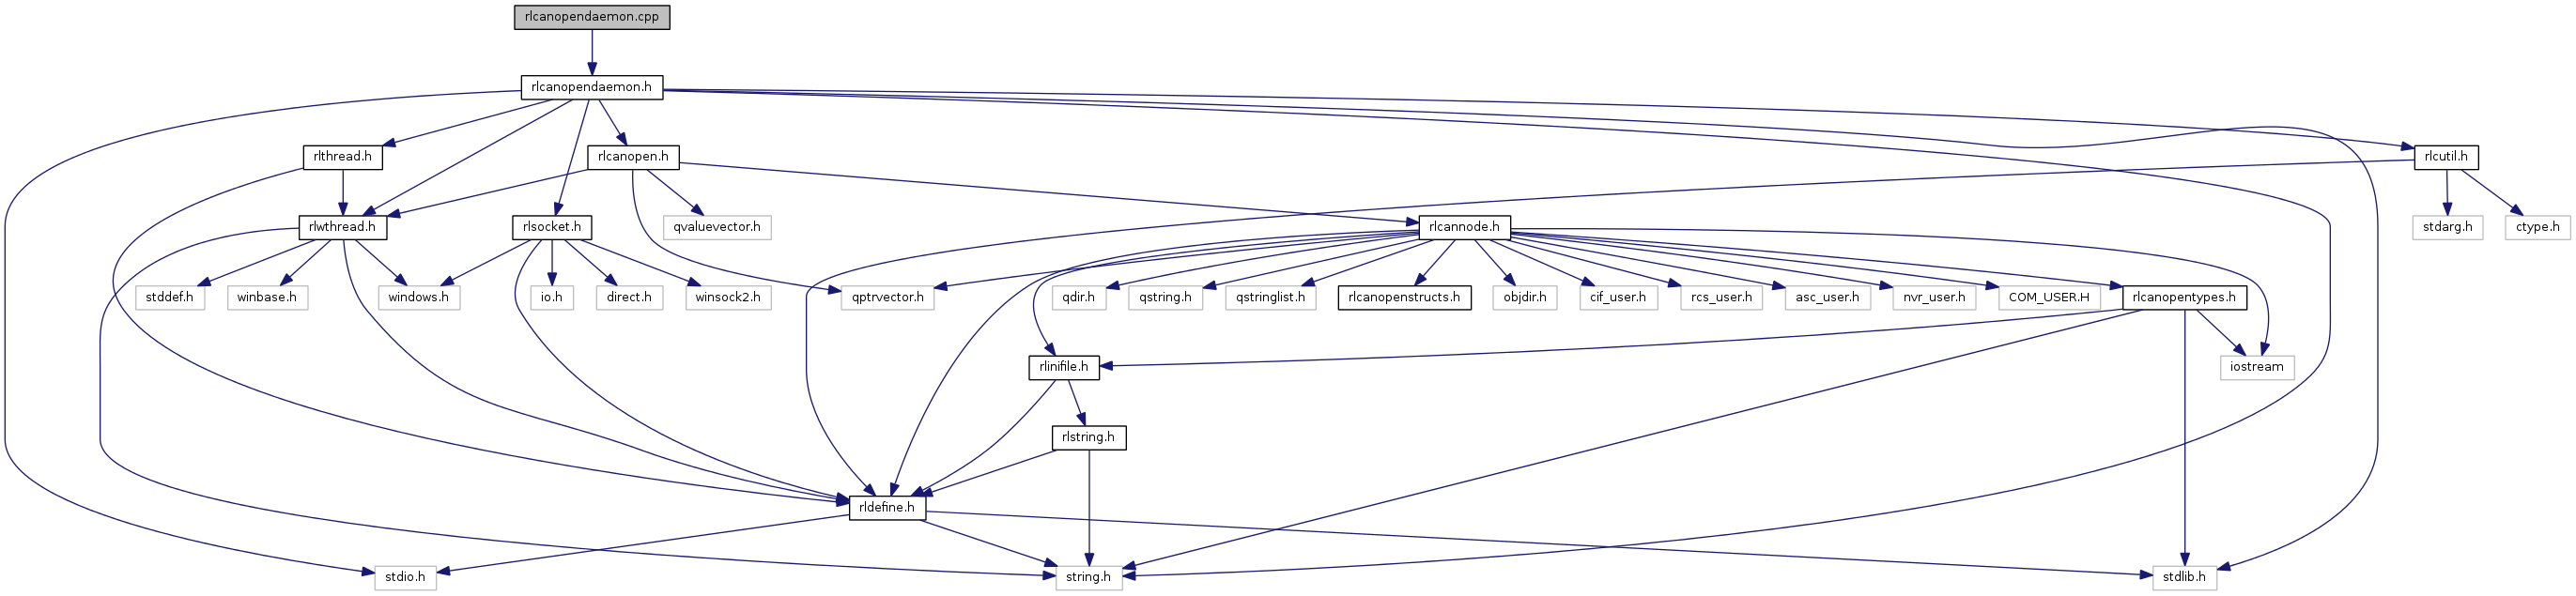 rlcanopendaemon.cpp
rlcanopendaemon.h
rlthread.h
rlcanopen.h
rlcutil.h
rlwthread.h
rlsocket.h
qvaluevector.h
rlcannode.h
stdarg.h
ctype.h
stddef.h
winbase.h
windows.h
io.h
direct.h
winsock2.h
qptrvector.h
qdir.h
qstring.h
qstringlist.h
rlcanopenstructs.h
objdir.h
cif_user.h
rcs_user.h
asc_user.h
nvr_user.h
COM_USER.H
rlcanopentypes.h
rlinifile.h
iostream
rlstring.h
rldefine.h
stdio.h
string.h
stdlib.h